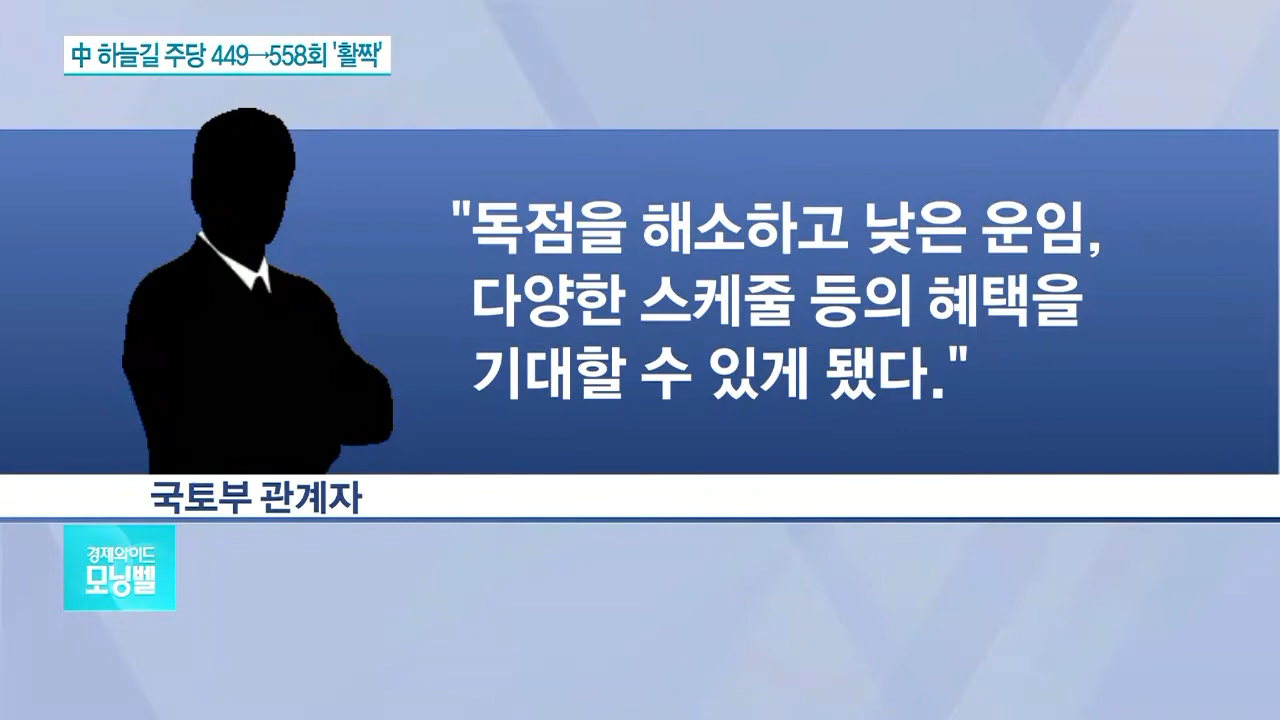 中 하늘길 주당 449→558회 '활짝'
"독점을 해소하고 낮은 운임,
다양한 스케줄 등의 혜택을
기대할 수 있게 됐다."
국토부 관계자
경제와이드
모닝벨